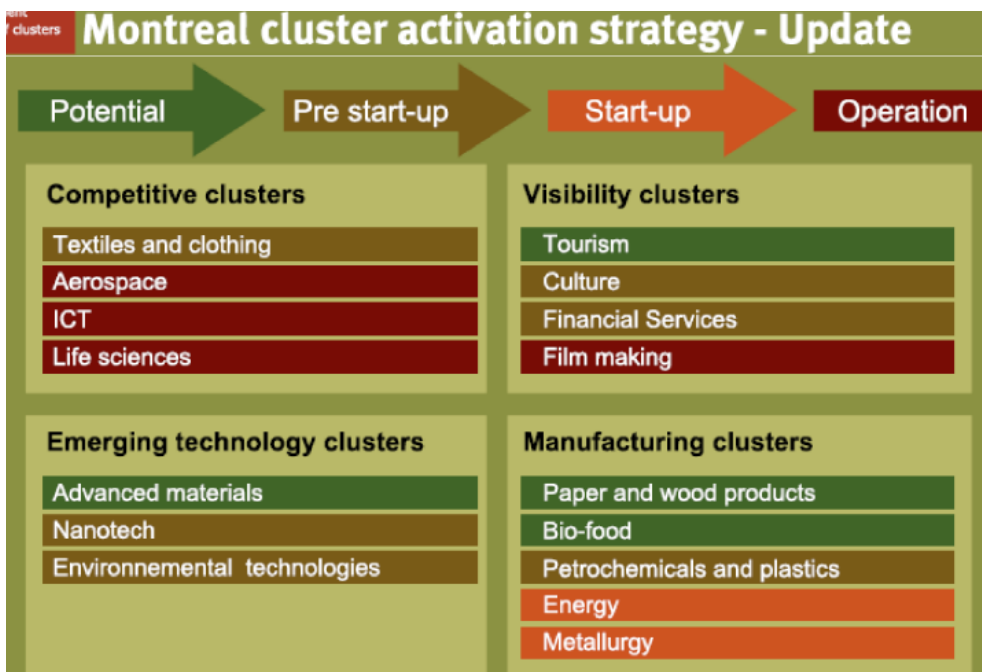 clusters
Montreal cluster activation strategy - Update
Potential
Pre start-up
Start-up
Operation
Competitive clusters
Textiles and clothing
Aerospace
ICT
Life sciences
Visibility clusters
Tourism
Culture
Financial Services
Film making
Emerging technology clusters
Advanced materials
Nanotech
Environnemental technologies
Manufacturing clusters
Paper and wood products
Bio-food
Petrochemicals and plastics
Energy
Metallurgy